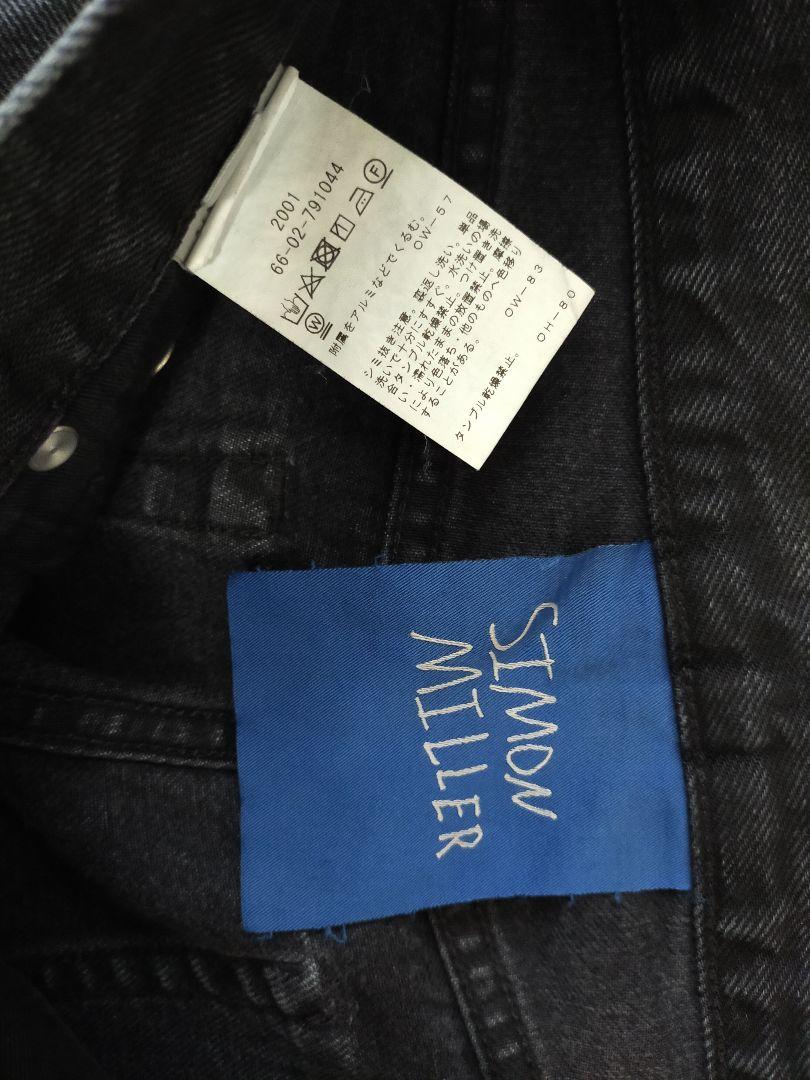 2001
66-02-791044
附属をアルミなどでくるむ。
OW-57
シミ抜き注意。裏返し洗い。単品
洗いで十分にすすぐ。水洗いの場
合タンブル乾燥禁止。つけ置き洗
い・濡れたままの放置禁止。摩擦
により色落ち・他のものへ色移り
することがある。
OW-83
タンブル乾燥禁止。
OH-80
SIMON
MILLER